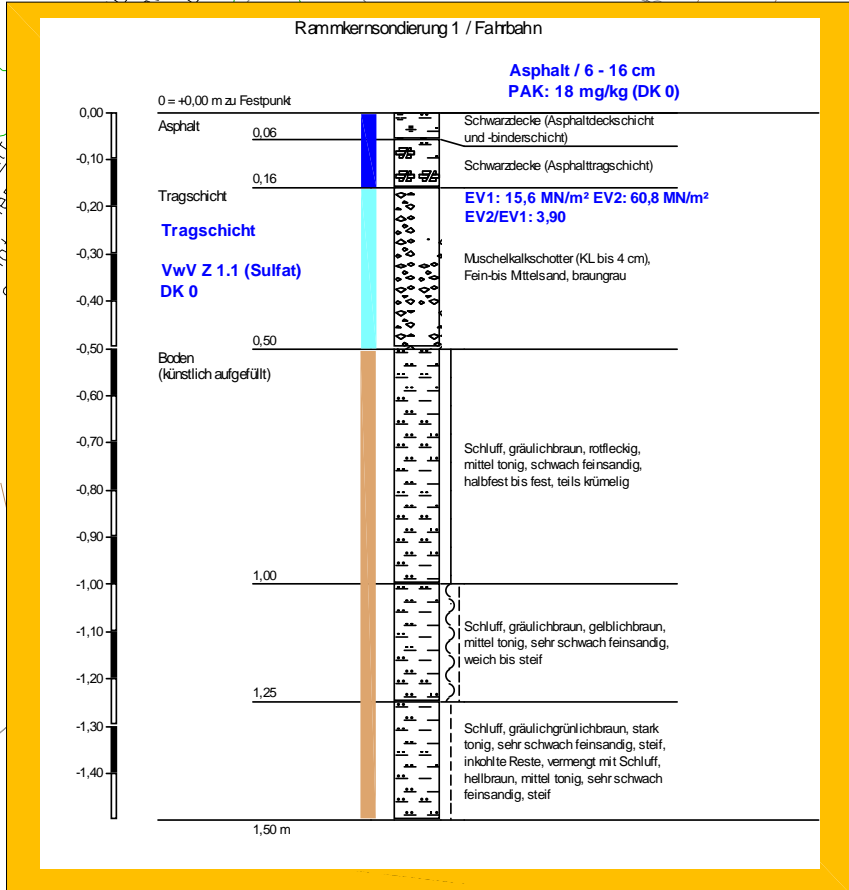 Rammkernsondierung 1 / Fahrbahn
Asphalt / 6 - 16 cm
PAK: 18 mg/kg (DK 0)
0 = +0,00 m zu Festpunkt
0,00
Asphalt
0,06
Schwarzdecke (Asphaltdeckschicht
und -binderschicht)
-0,10
Schwarzdecke (Asphalttragschicht)
0,16
-0,20
Tragschicht
EV1: 15,6 MN/m² EV2: 60,8 MN/m²
EV2/EV1: 3,90
Tragschicht
VwV Z 1.1 (Sulfat)
DK 0
Muschelkalkschotter (KL bis 4 cm),
Fein-bis Mittelsand, braungrau
-0,30
-0,40
0,50
-0,50
Boden
(künstlich aufgefüllt)
-0,60
-0,70
Schluff, gräulichbraun, rotfleckig,
mittel tonig, schwach feinsandig,
halbfest bis fest, teils krümelig
-0,80
-0,90
1,00
-1,00
-1,10
Schluff, gräulichbraun, gelblichbraun,
mittel tonig, sehr schwach feinsandig,
weich bis steif
-1,20
1,25
-1,30
Schluff, gräulichgrünlichbraun, stark
tonig, sehr schwach feinsandig, steif,
inkohlte Reste, vermengt mit Schluff,
hellbraun, mittel tonig, sehr schwach
feinsandig, steif
-1,40
1,50 m